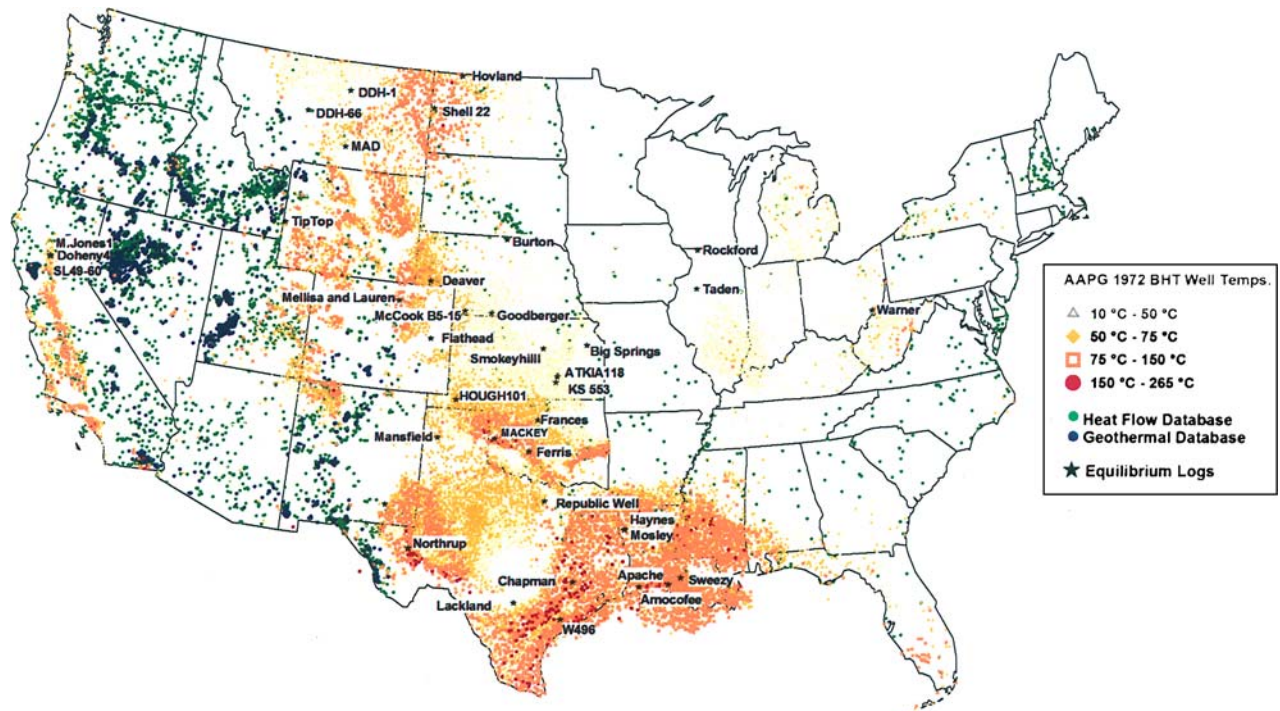 Hovland
DDH-1
DDH-66
Shell 22
MAD
TipTop
M.Jones1
Doheny4
SL49-60
Burton
Rockford
Deaver
Taden
Mellisa and Lauren
McCook B5-15
Goodberger
Warner
Flathead
Smokeyhilll
Big Springs
ATKIA118
KS 553
HOUGH101
Frances
Mansfield
MACKEY
Ferris
Republic Well
Haynes
Mosley
Northrup
Chapman
Apache
Sweezy
Amocofee
Lackland
W496
AAPG 1972 BHT Well Temps.
10 °C - 50 °C
50 °C - 75 °C
75 °C - 150 °C
150 °C - 265 °C
Heat Flow Database
Geothermal Database
Equilibrium Logs